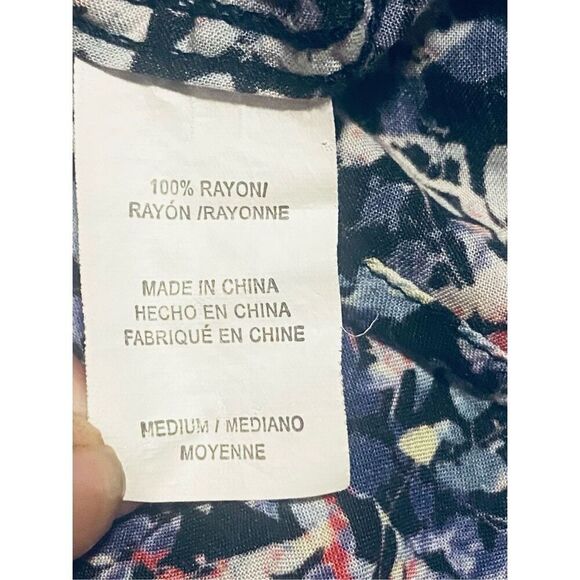 100% RAYON/
RAYÓN /RAYONNE
MADE IN CHINA
HECHO EN CHINA
FABRIQUÉ EN CHINE
MEDIUM / MEDIANO
MOYENNE